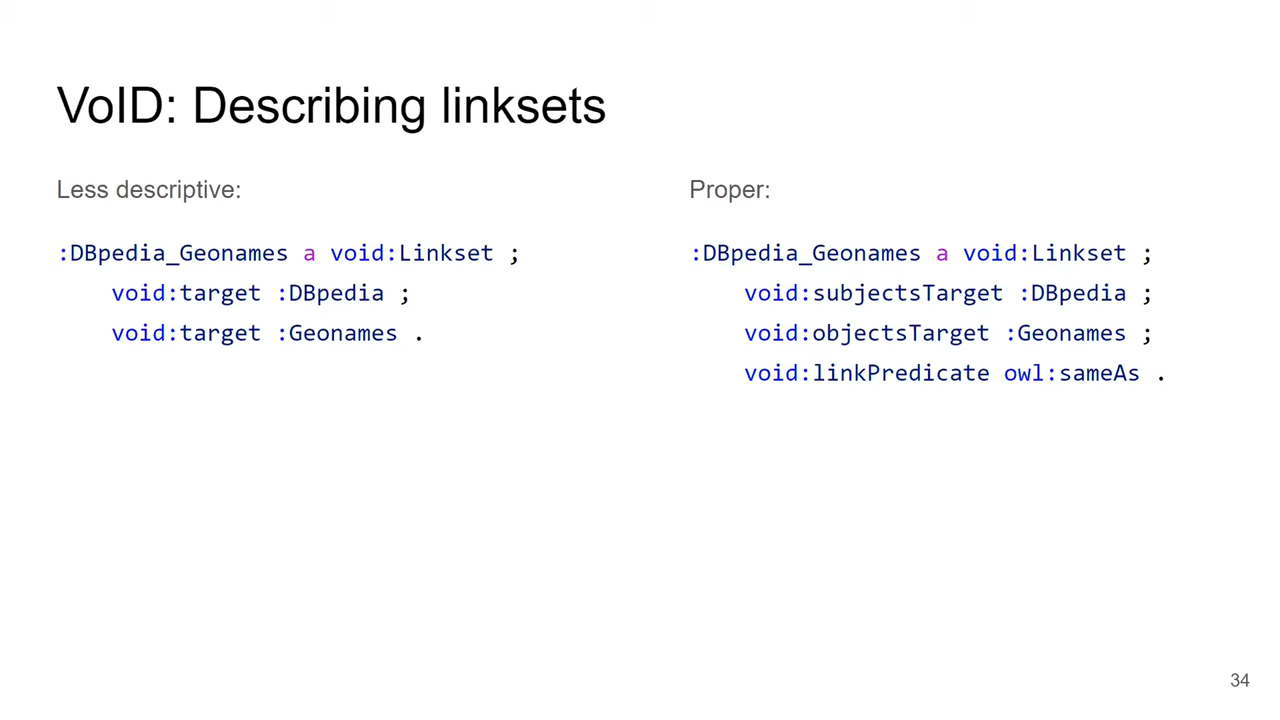 VoID: Describing linksets
Less descriptive:
:DBpedia_Geonames a void:Linkset ;
void:target :DBpedia ;
void:target :Geonames .
Proper:
:DBpedia_Geonames a void:Linkset ;
void:subjectsTarget :DBpedia ;
void:objectsTarget :Geonames ;
void:linkPredicate owl:sameAs .
34